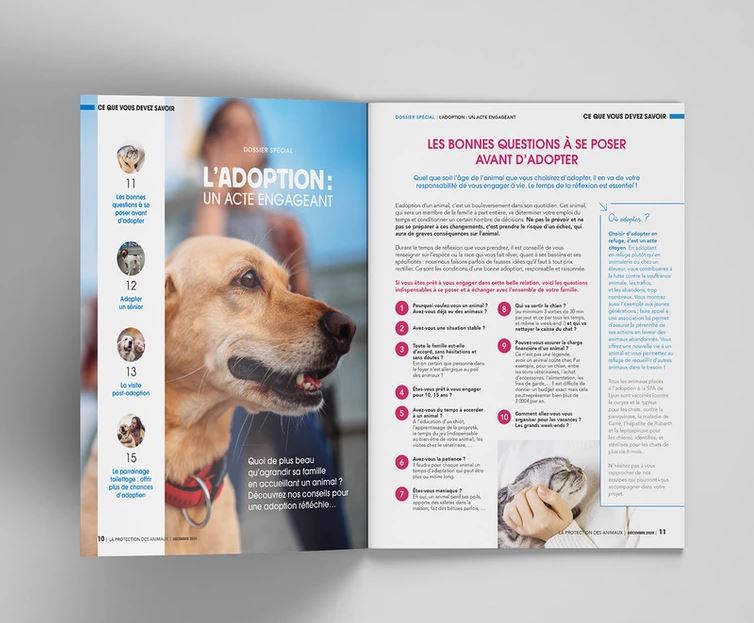 CE QUE VOUS DEVEZ SAVOIR
11
Les bonnes
questions à se
poser avant
d'adopter
12
Adopter
un sénior
13
La visite
post-adoption
15
Le parrainage
toilettage : offrir
plus de chances
d'adoption
DOSSIER SPÉCIAL
L'ADOPTION :
UN ACTE ENGAGEANT
Quoi de plus beau
qu'agrandir sa famille
en accueillant un animal ?
Découvrez nos conseils pour
une adoption réfléchie...
10 | LA PROTECTION DES ANIMAUX | DÉCEMBRE 2020
DOSSIER SPÉCIAL | L'ADOPTION : UN ACTE ENGAGEANT
CE QUE VOUS DEVEZ SAVOIR
LES BONNES QUESTIONS À SE POSER
AVANT D'ADOPTER
Quel que soit l'âge de l'animal que vous choisirez d'adopter, il en va de votre
responsabilité de vous engager à vie. Le temps de la réflexion est essentiel !
L'adoption d'un animal, c'est un bouleversement dans son quotidien. Cet animal,
qui sera un membre de la famille à part entière, va déterminer votre emploi du
temps et conditionner un certain nombre de décisions. Ne pas le prévoir et ne
pas se préparer à ces changements, c'est prendre le risque d'un échec, qui
aura de graves conséquences sur l'animal.
Durant le temps de réflexion que vous prendrez, il est conseillé de vous
renseigner sur l'espèce ou la race qui vous fait rêver, quant à ses besoins et ses
spécificités : nous nous faisons parfois de fausses idées qu'il faut à tout prix
rectifier. Ce sont les conditions d'une bonne adoption, responsable et raisonnée.
Si vous êtes prêt à vous engager dans cette belle relation, voici les questions
indispensables à se poser et à échanger avec l'ensemble de votre famille.
1 Pourquoi voulez-vous un animal ?
Avez-vous déjà eu des animaux ?
2 Avez-vous une situation stable ?
3 Toute la famille est-elle
d'accord, sans hésitations et
sans doutes ?
Est-on certain que personne dans
le foyer n'est allergique au poil
des animaux ?
4 Êtes-vous prêt à vous engager
pour 10, 15 ans ?
5 Avez-vous du temps à accorder
à un animal ?
À l'éducation d'un chiot,
l'apprentissage de la propreté,
le temps du jeu (indispensable
au bien-être de votre animal), les
visites chez le vétérinaire, ...
6 Avez-vous la patience ?
Il faudra pour chaque animal un
temps d'adaptation qui peut être
plus ou moins long.
7 Êtes-vous maniaque ?
Eh oui, un animal perd ses poils,
apporte des saletés dans la
maison, fait des bêtises parfois, ...
8 Qui va sortir le chien ?
(au minimum 3 sorties de 30 min
par jour et ce par tous les temps,
et même le week-end !) et qui va
nettoyer la caisse du chat ?
9 Pouvez-vous assurer la charge
financière d'un animal ?
Ce n'est pas une légende,
avoir un animal coûte cher. Par
exemple, pour un chien, entre
les soins vétérinaires, l'achat
d'accessoires, l'alimentation, les
frais de garde,... il est difficile de
donner un budget exact mais cela
peut représenter bien plus de
2 000€ par an.
10 Comment allez-vous vous
organiser pour les vacances ?
Les grands week-ends ?
Où adopter ?
Choisir d'adopter en
refuge, c'est un acte
citoyen. En adoptant
en refuge plutôt qu'en
animalerie ou chez un
éleveur, vous contribuerez à
la lutte contre la souffrance
animale, les trafics,
et les abandons, trop
nombreux. Vous montrez
aussi l'exemple aux jeunes
générations : faire appel à
une association lui permet
d'assurer la pérennité de
ses actions en faveur des
animaux abandonnés. Vous
offrez une nouvelle vie à un
animal et vous permettez au
refuge de recueillir d'autres
animaux dans le besoin !
Tous les animaux placés
à l'adoption à la SPA de
Lyon sont vaccinés (contre
le coryza et le typhus
pour les chats, contre la
parvovirose, la maladie de
Carré, l'hépatite de Rubarth
et la leptospirose pour
les chiens), identifiés, et
stérilisés pour les chats de
plus de 6 mois.
N'hésitez pas à vous
rapprocher de nos
équipes qui pourront vous
accompagner dans votre
projet.
LA PROTECTION DES ANIMAUX | DÉCEMBRE 2020 | 11